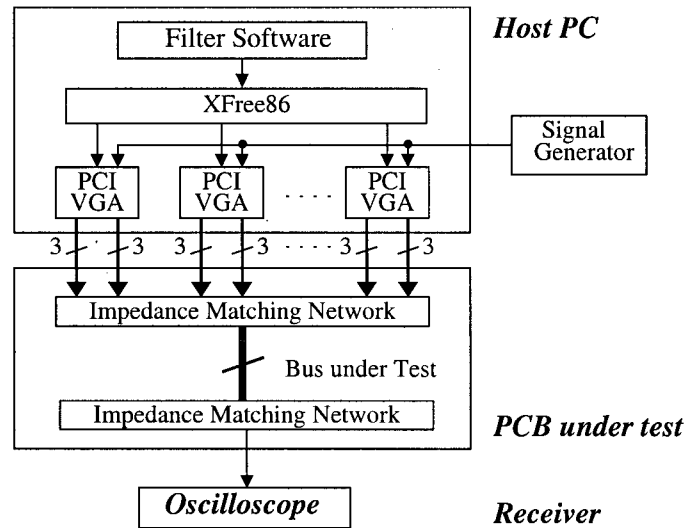 Host PC
Filter Software
XFree86
Signal
Generator
PCI
VGA
PCI
VGA
. . . .
PCI
VGA
3 3 3 3 . . . . . 3 3
Impedance Matching Network
Bus under Test
Impedance Matching Network
PCB under test
Oscilloscope
Receiver